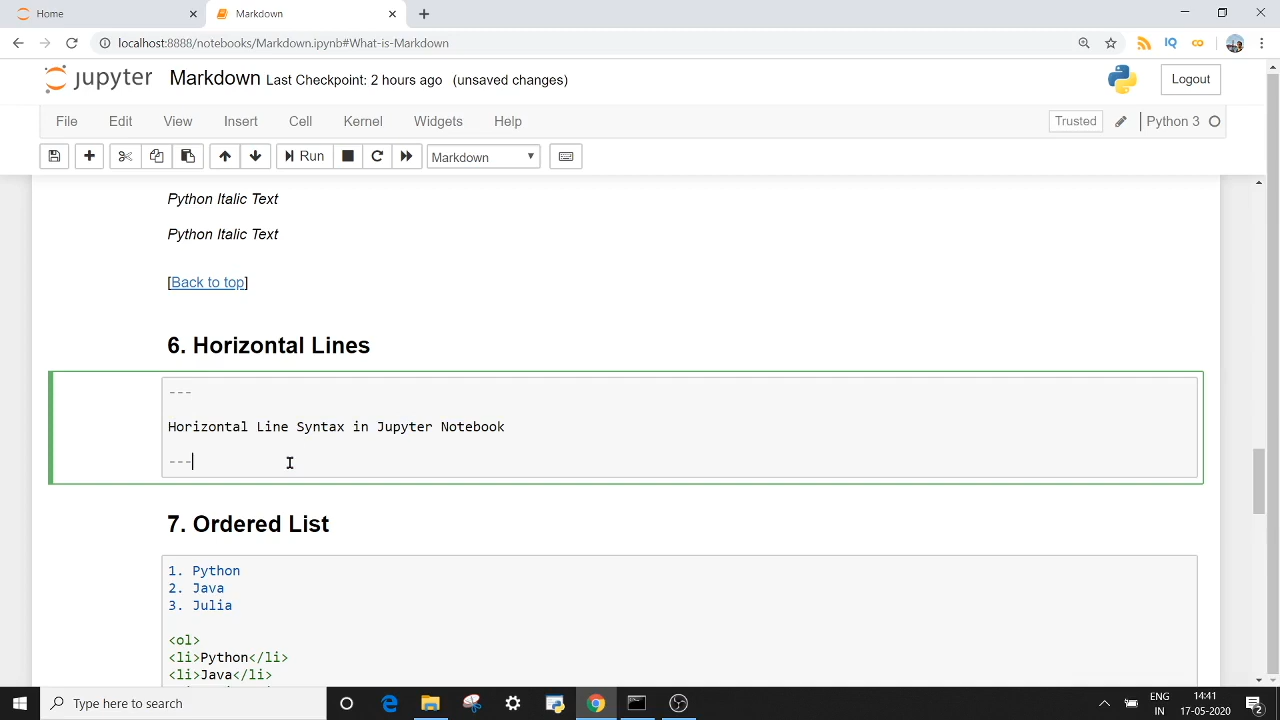 Home
Markdown
localhost:8888/notebooks/Markdown.ipynb#What-is-Markdown
IQ
jupyter Markdown Last Checkpoint: 2 hours ago (unsaved changes)
Logout
File Edit View Insert Cell Kernel Widgets Help
Trusted
Python 3
Run
Markdown
Python Italic Text
Python Italic Text
[Back to top]
6. Horizontal Lines
---
Horizontal Line Syntax in Jupyter Notebook
---
7. Ordered List
1. Python
2. Java
3. Julia
<ol>
<li>Python</li>
<li>Java</li>
Type here to search
ENG
IN
14:41
17-05-2020
2